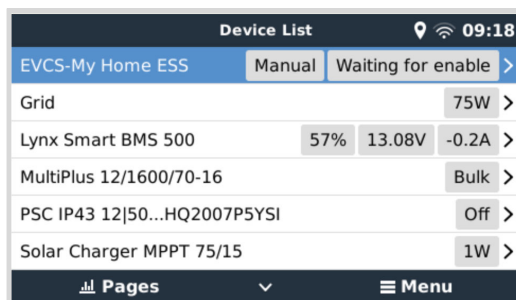 Device List 09:18
EVCS-My Home ESS Manual Waiting for enable
Grid 75W
Lynx Smart BMS 500 57% 13.08V -0.2A
MultiPlus 12/1600/70-16 Bulk
PSC IP43 12|50...HQ2007P5YSI Off
Solar Charger MPPT 75/15 1W
Pages Menu